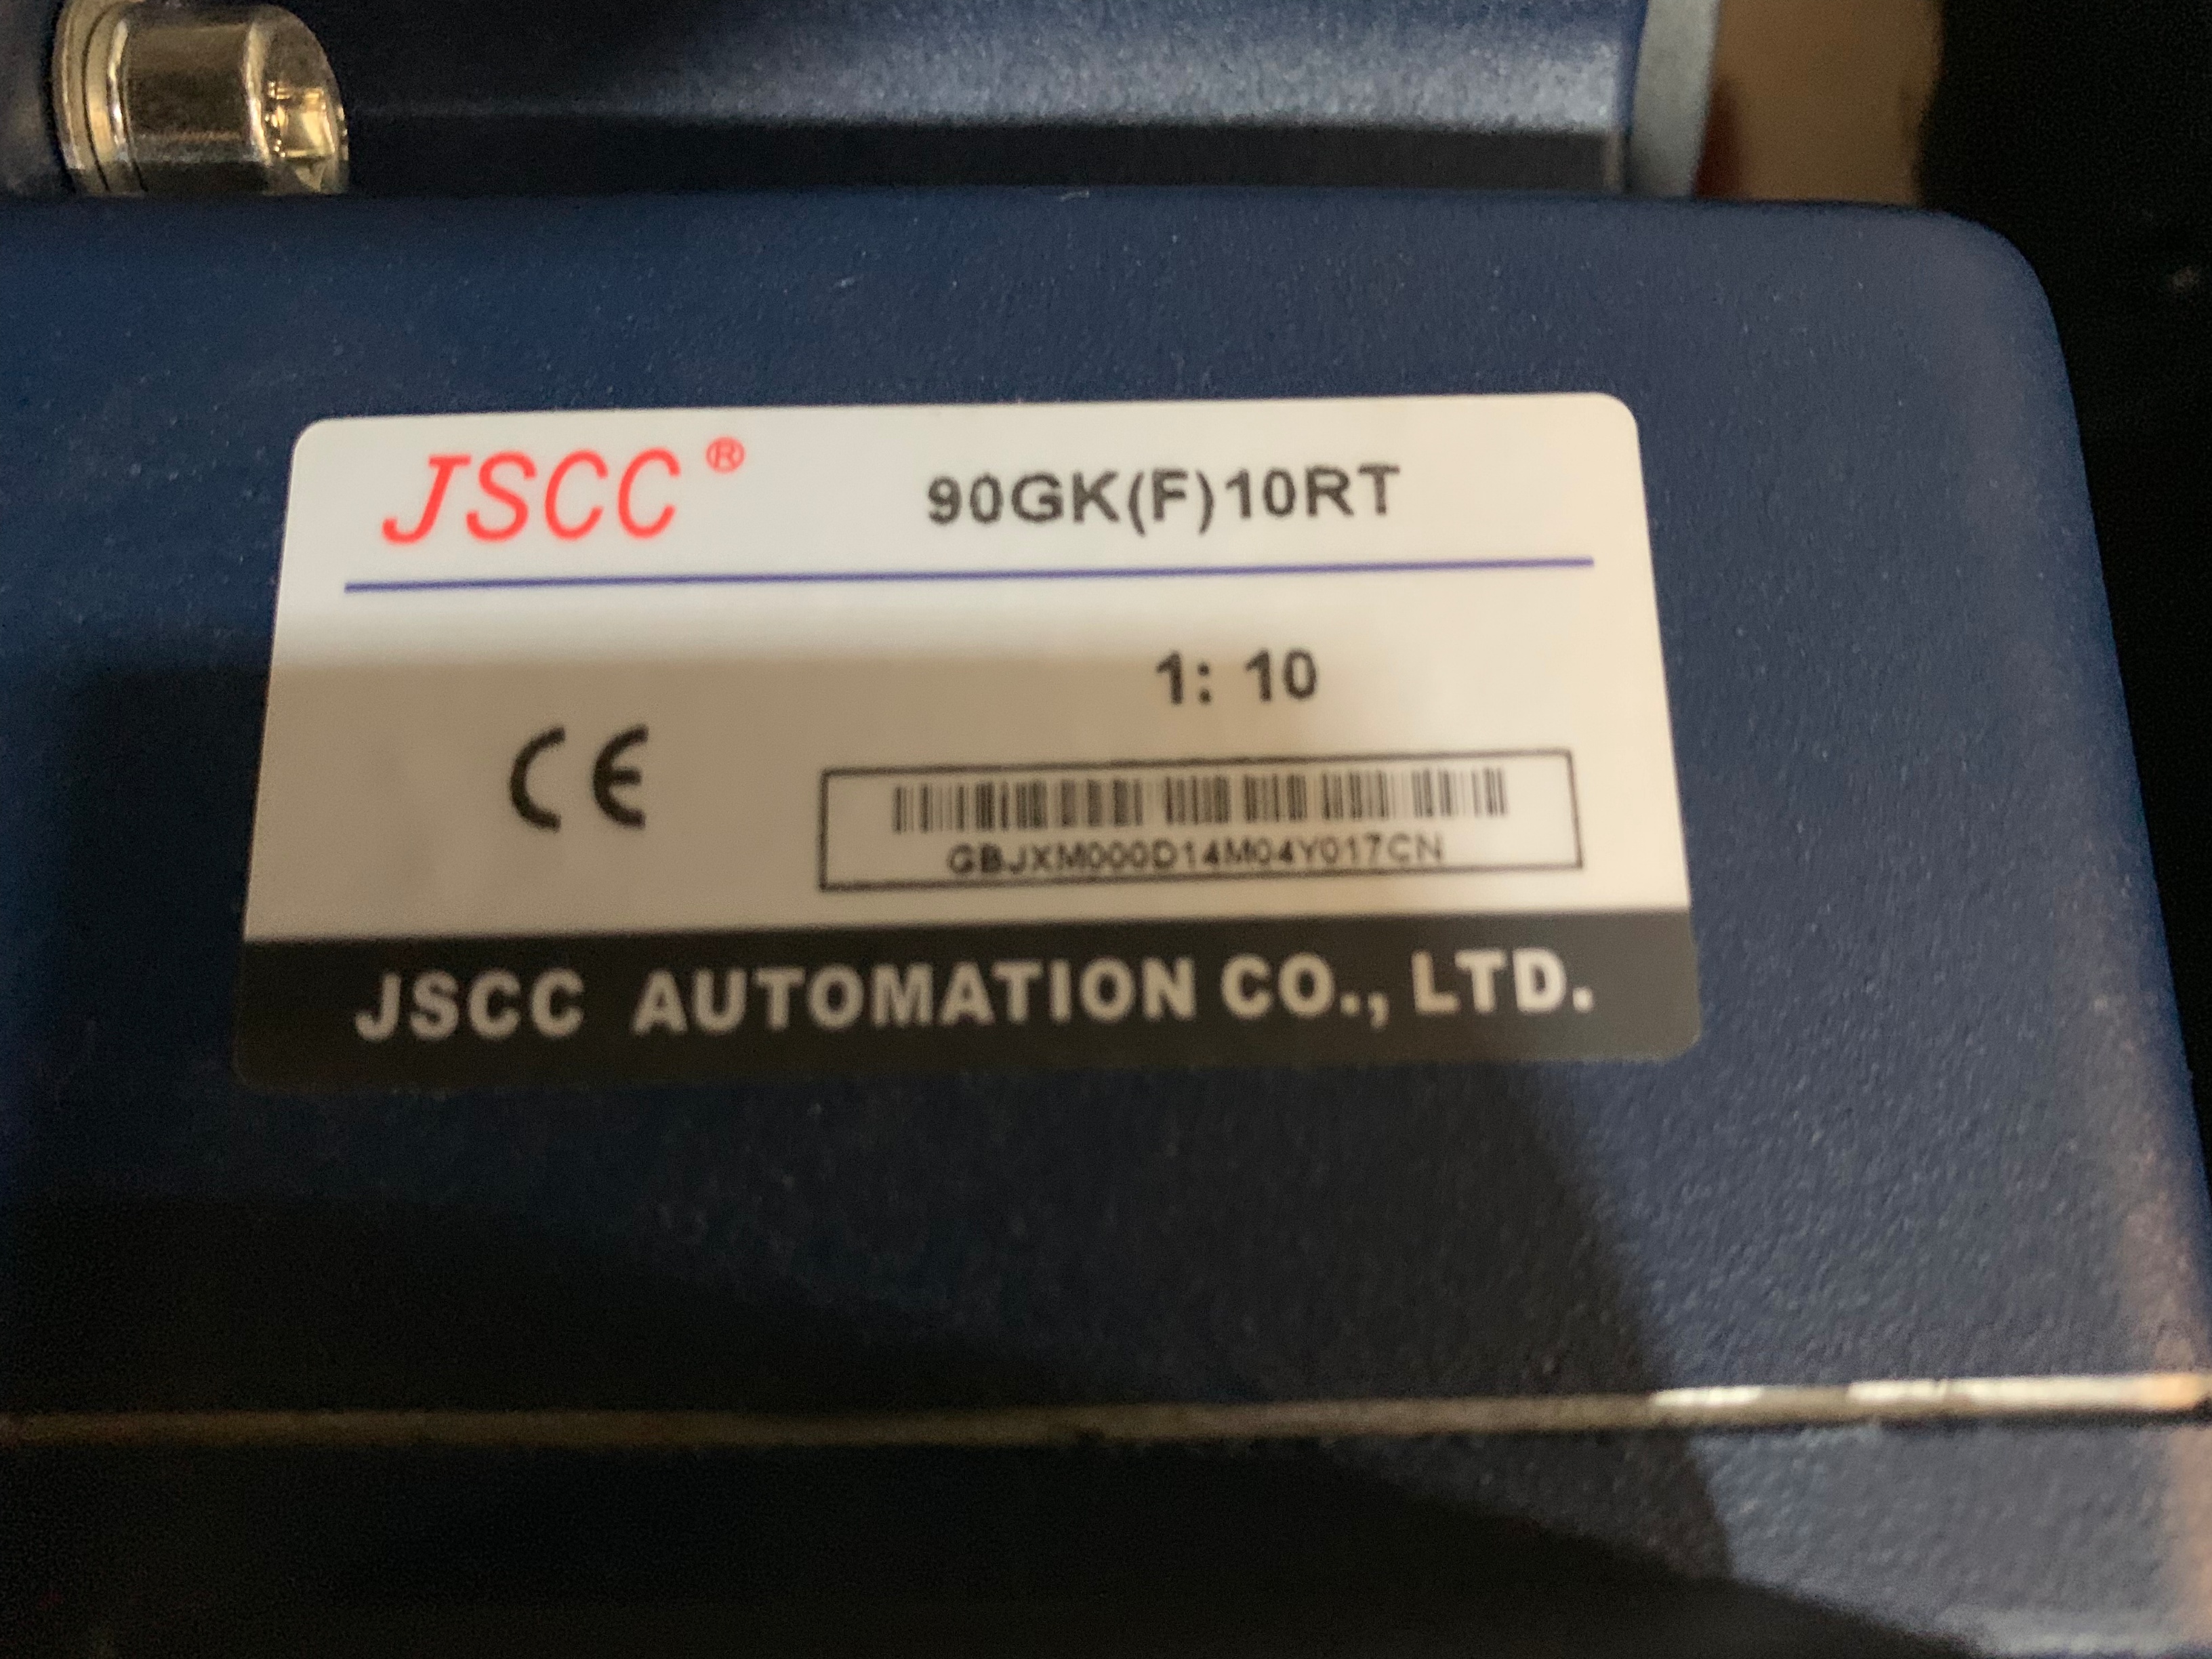 JSCC® 90GK(F)10RT
1: 10
CE
GBJXM000D14M04Y017CN
JSCC AUTOMATION CO., LTD.